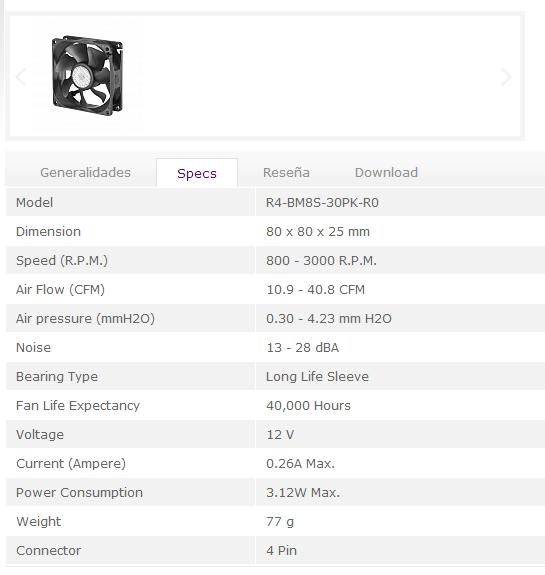 Generalidades Specs Reseña Download
Model R4-BM8S-30PK-R0
Dimension 80 x 80 x 25 mm
Speed (R.P.M.) 800 - 3000 R.P.M.
Air Flow (CFM) 10.9 - 40.8 CFM
Air pressure (mmH2O) 0.30 - 4.23 mm H2O
Noise 13 - 28 dBA
Bearing Type Long Life Sleeve
Fan Life Expectancy 40,000 Hours
Voltage 12 V
Current (Ampere) 0.26A Max.
Power Consumption 3.12W Max.
Weight 77 g
Connector 4 Pin